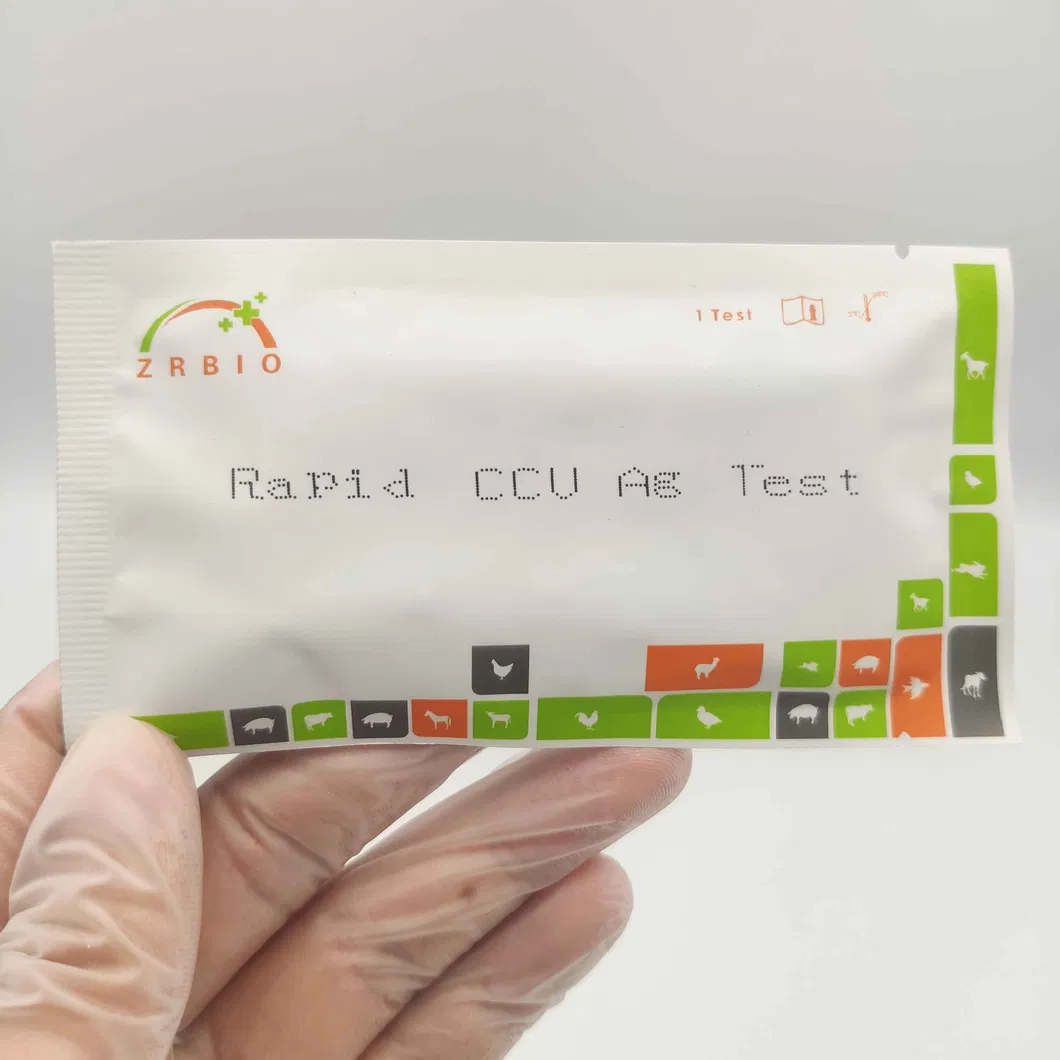 ZRBIO
1 Test
Rapid CCV Ag Test